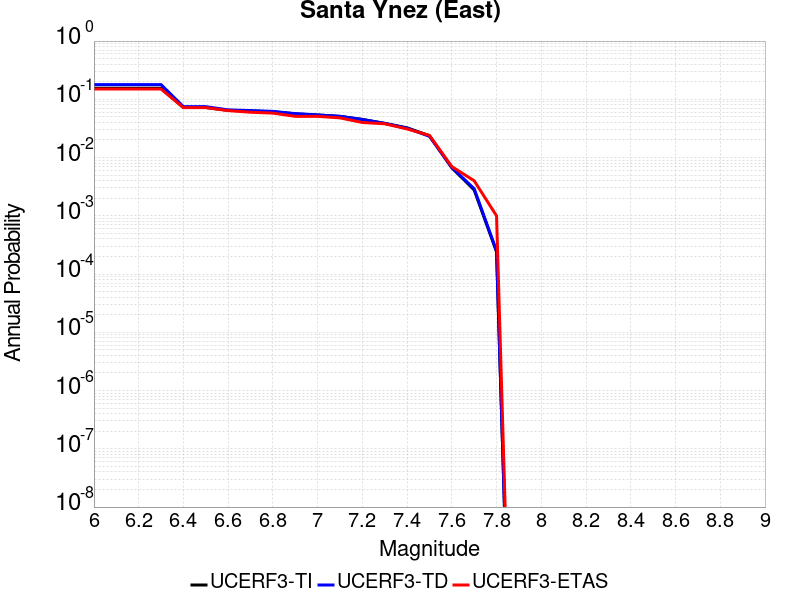 Santa Ynez (East)
Annual Probability
10^0
10^-1
10^-2
10^-3
10^-4
10^-5
10^-6
10^-7
10^-8
6 6.2 6.4 6.6 6.8 7 7.2 7.4 7.6 7.8 8 8.2 8.4 8.6 8.8 9
Magnitude
UCERF3-TI UCERF3-TD UCERF3-ETAS